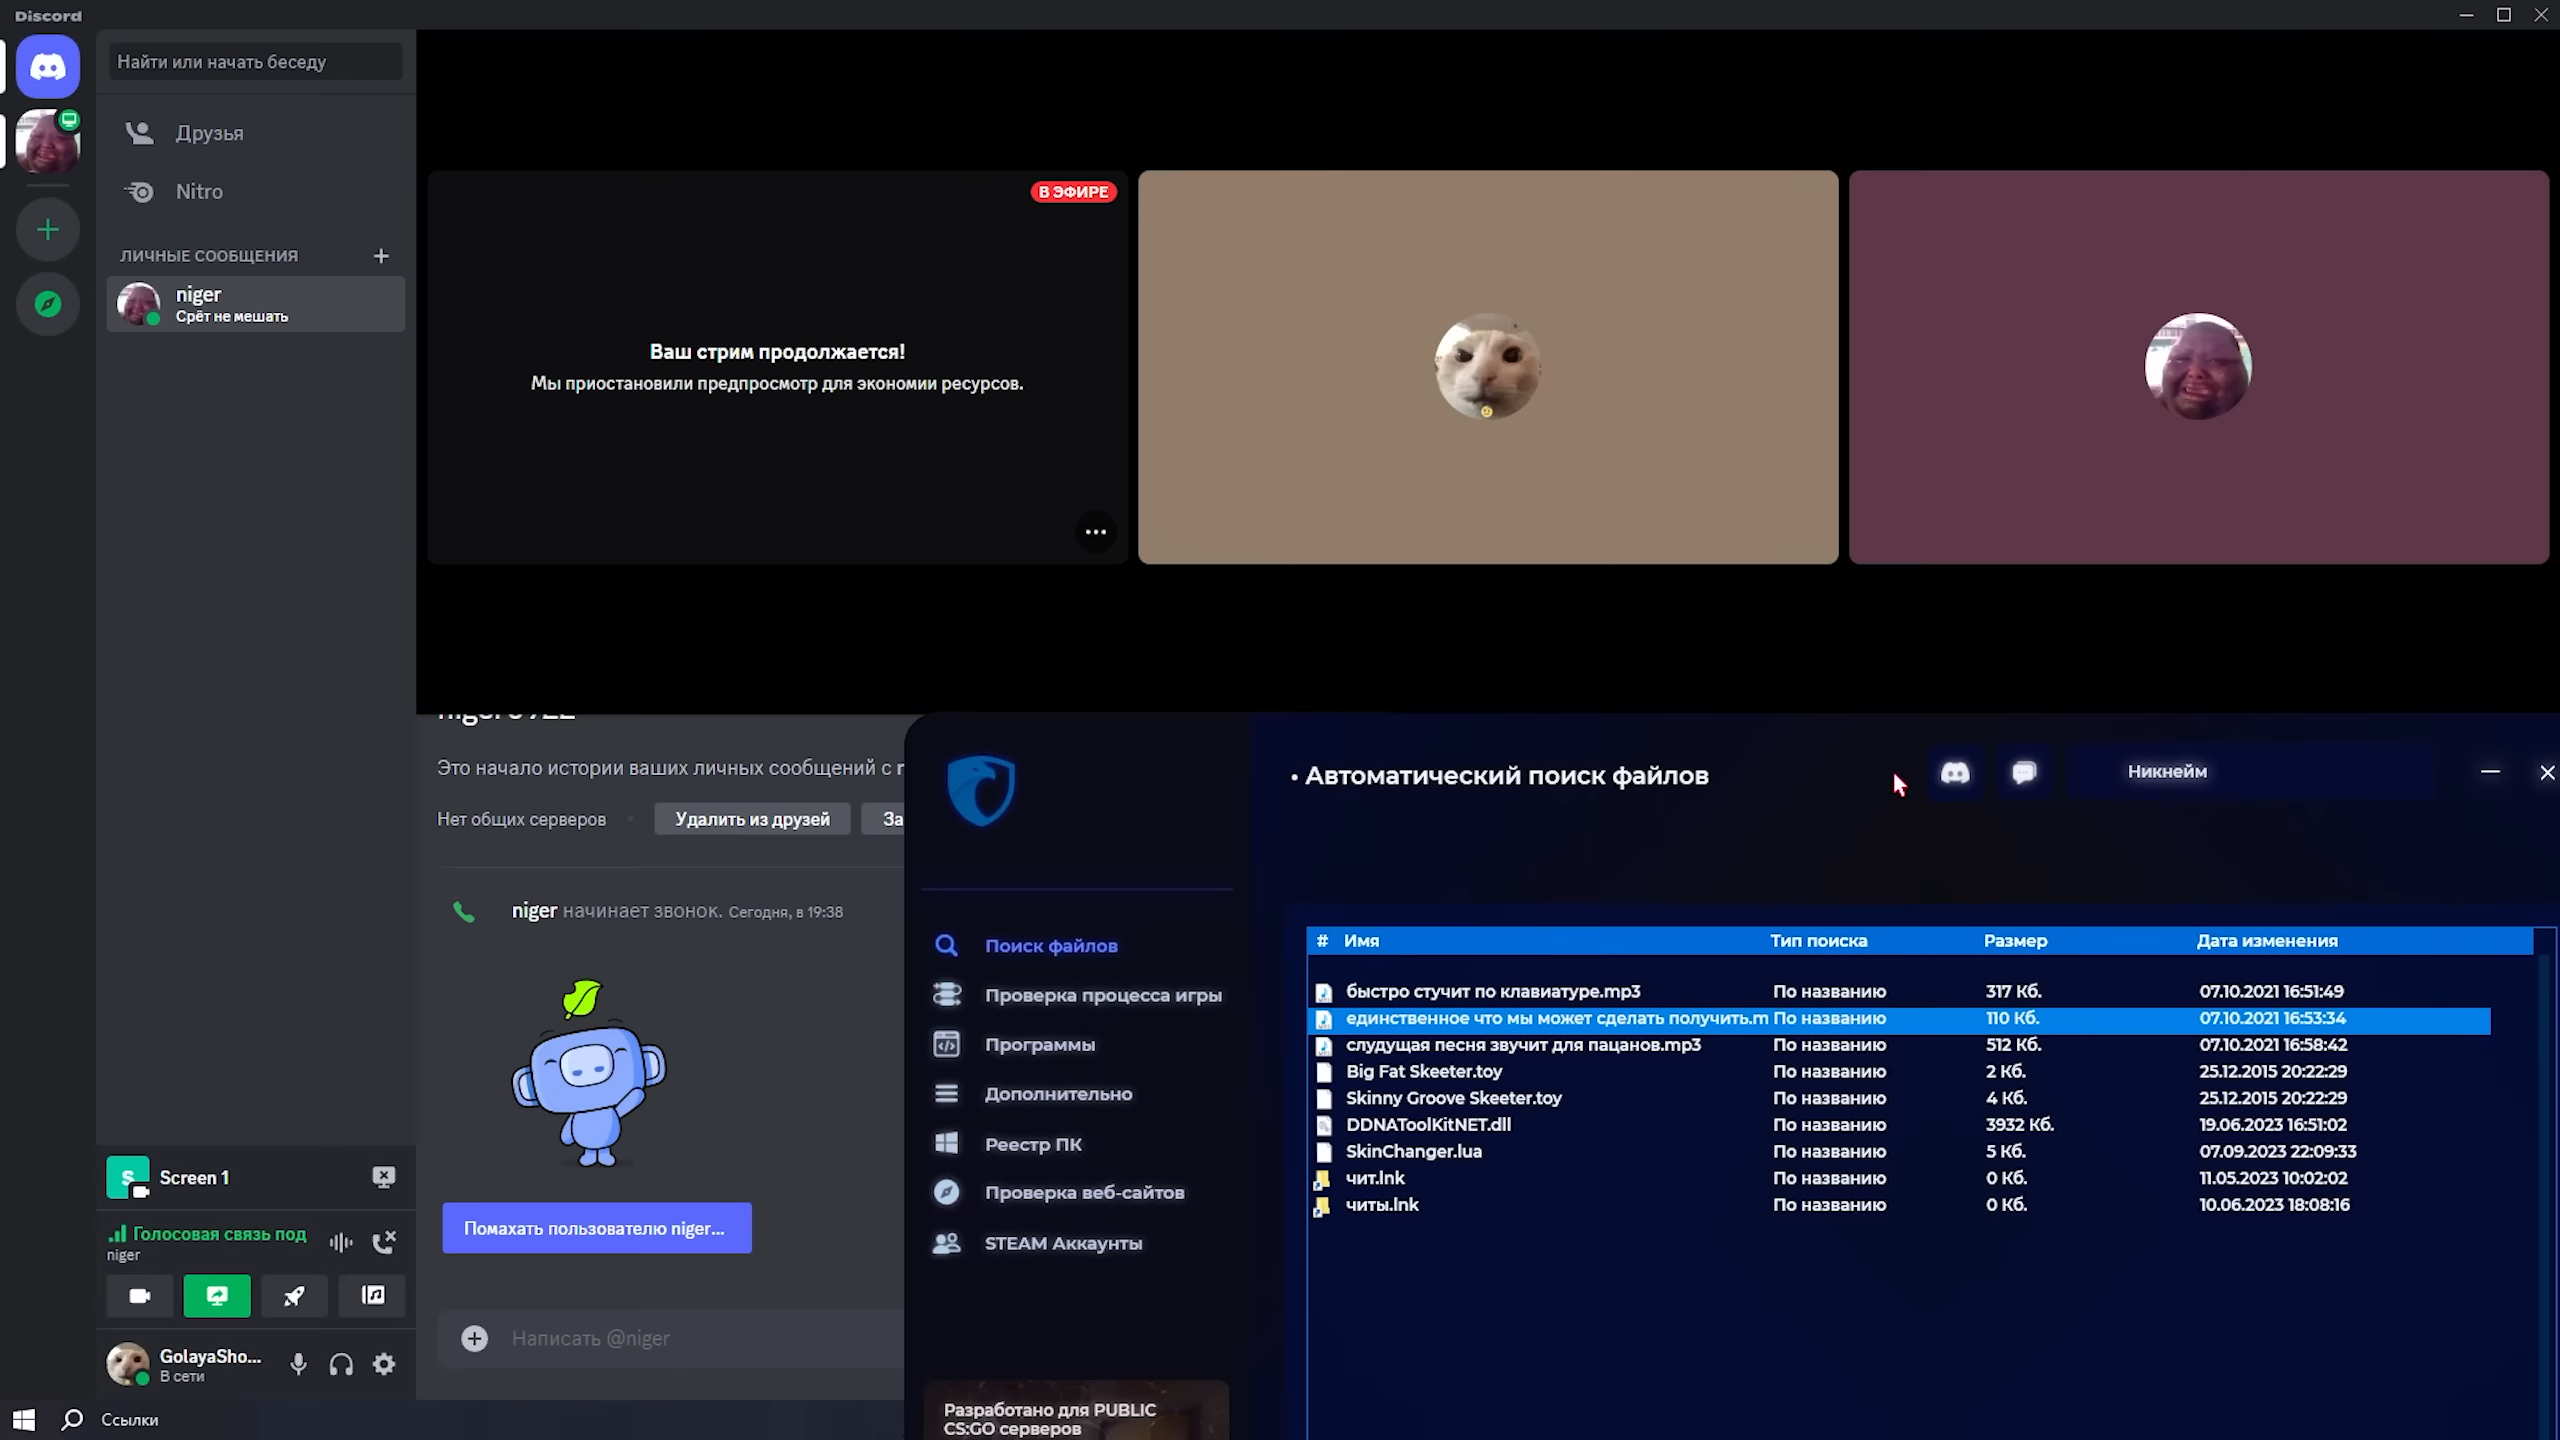 Discord
Найти или начать беседу
Друзья
Nitro
ЛИЧНЫЕ СООБЩЕНИЯ
niger
Срёт не мешать
В ЭФИРЕ
Ваш стрим продолжается!
Мы приостановили предпросмотр для экономии ресурсов.
Это начало истории ваших личных сообщений с
Нет общих серверов
Удалить из друзей
За
niger начинает звонок. Сегодня, в 19:38
Помахать пользователю niger...
Написать @niger
S
Screen 1
Голосовая связь под
niger
GolayaSho...
В сети
Ссылки
• Автоматический поиск файлов
Никнейм
Поиск файлов
Проверка процесса игры
Программы
Дополнительно
Реестр ПК
Проверка веб-сайтов
STEAM Аккаунты
Разработано для PUBLIC
CS:GO серверов
# Имя Тип поиска Размер Дата изменения
быстро стучит по клавиатуре.mp3 По названию 317 Кб. 07.10.2021 16:51:49
единственное что мы может сделать получить.m По названию 110 Кб. 07.10.2021 16:53:34
слудущая песня звучит для пацанов.mp3 По названию 512 Кб. 07.10.2021 16:58:42
Big Fat Skeeter.toy По названию 2 Кб. 25.12.2015 20:22:29
Skinny Groove Skeeter.toy По названию 4 Кб. 25.12.2015 20:22:29
DDNAToolKitNET.dll По названию 3932 Кб. 19.06.2023 16:51:02
SkinChanger.lua По названию 5 Кб. 07.09.2023 22:09:33
чит.lnk По названию 0 Кб. 11.05.2023 10:02:02
читы.lnk По названию 0 Кб. 10.06.2023 18:08:16